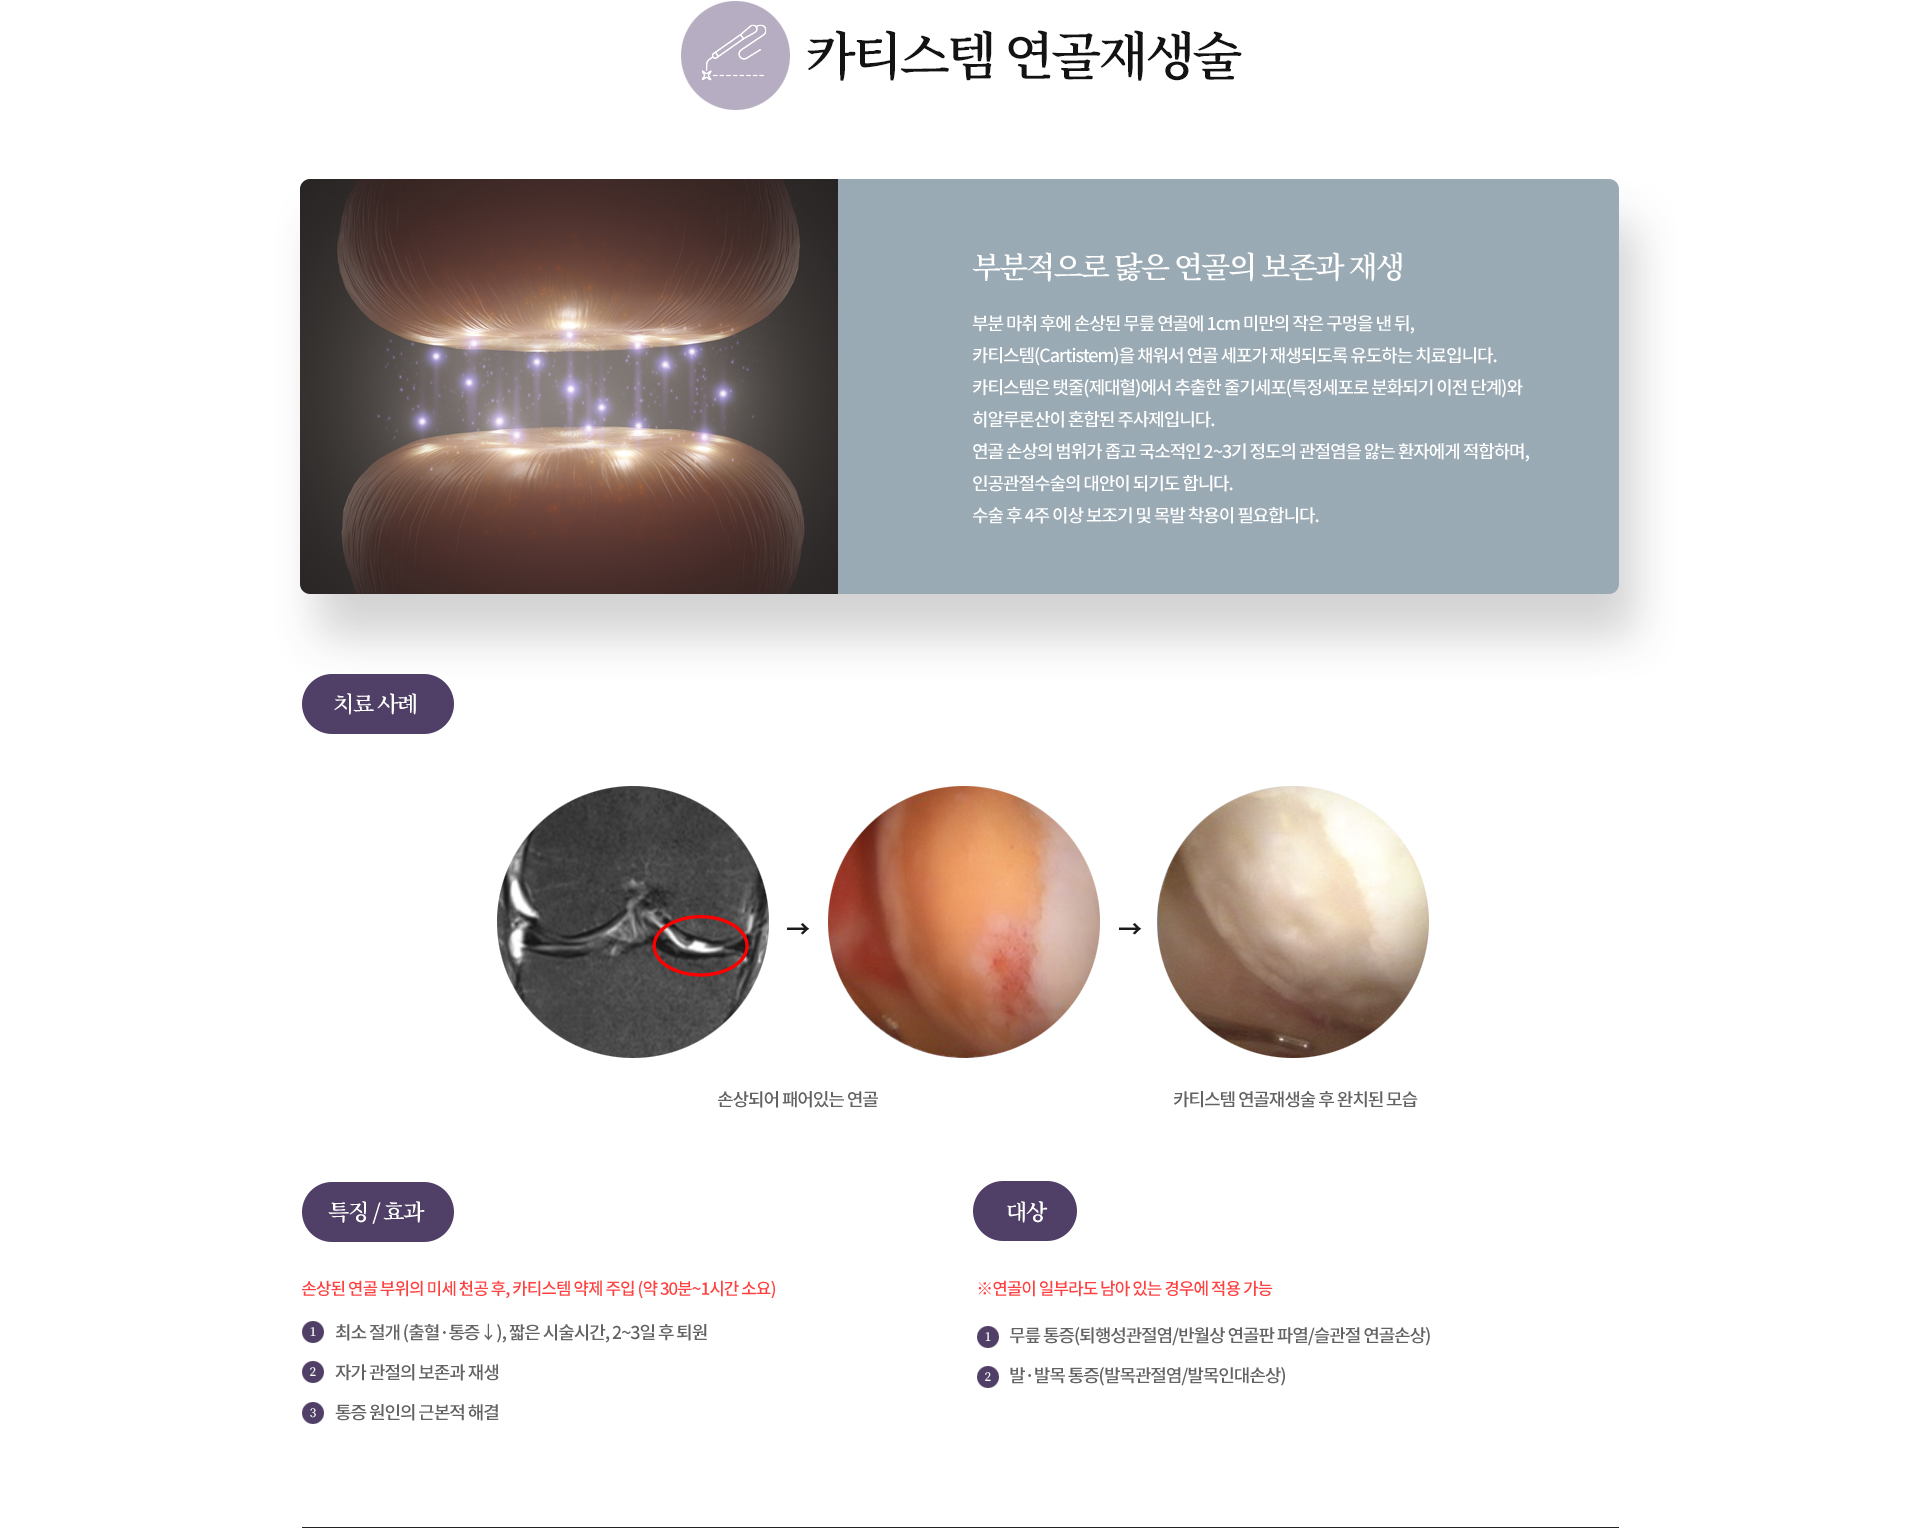 카티스템 연골재생술
부분적으로 닳은 연골의 보존과 재생
부분 마취 후에 손상된 무릎 연골에 1cm 미만의 작은 구멍을 낸 뒤,
카티스템(Cartistem)을 채워서 연골 세포가 재생되도록 유도하는 치료입니다.
카티스템은 탯줄(제대혈)에서 추출한 줄기세포(특정세포로 분화되기 이전 단계)와
히알루론산이 혼합된 주사제입니다.
연골 손상의 범위가 좁고 국소적인 2~3기 정도의 관절염을 앓는 환자에게 적합하며,
인공관절수술의 대안이 되기도 합니다.
수술 후 4주 이상 보조기 및 목발 착용이 필요합니다.
치료 사례
→ →
손상되어 패어있는 연골
카티스템 연골재생술 후 완치된 모습
특징 / 효과
손상된 연골 부위의 미세 천공 후, 카티스템 약제 주입 (약 30분~1시간 소요)
1 최소 절개 (출혈·통증↓), 짧은 시술시간, 2~3일 후 퇴원
2 자가 관절의 보존과 재생
3 통증 원인의 근본적 해결
대상
※연골이 일부라도 남아 있는 경우에 적용 가능
1 무릎 통증(퇴행성관절염/반월상 연골판 파열/슬관절 연골손상)
2 발·발목 통증(발목관절염/발목인대손상)